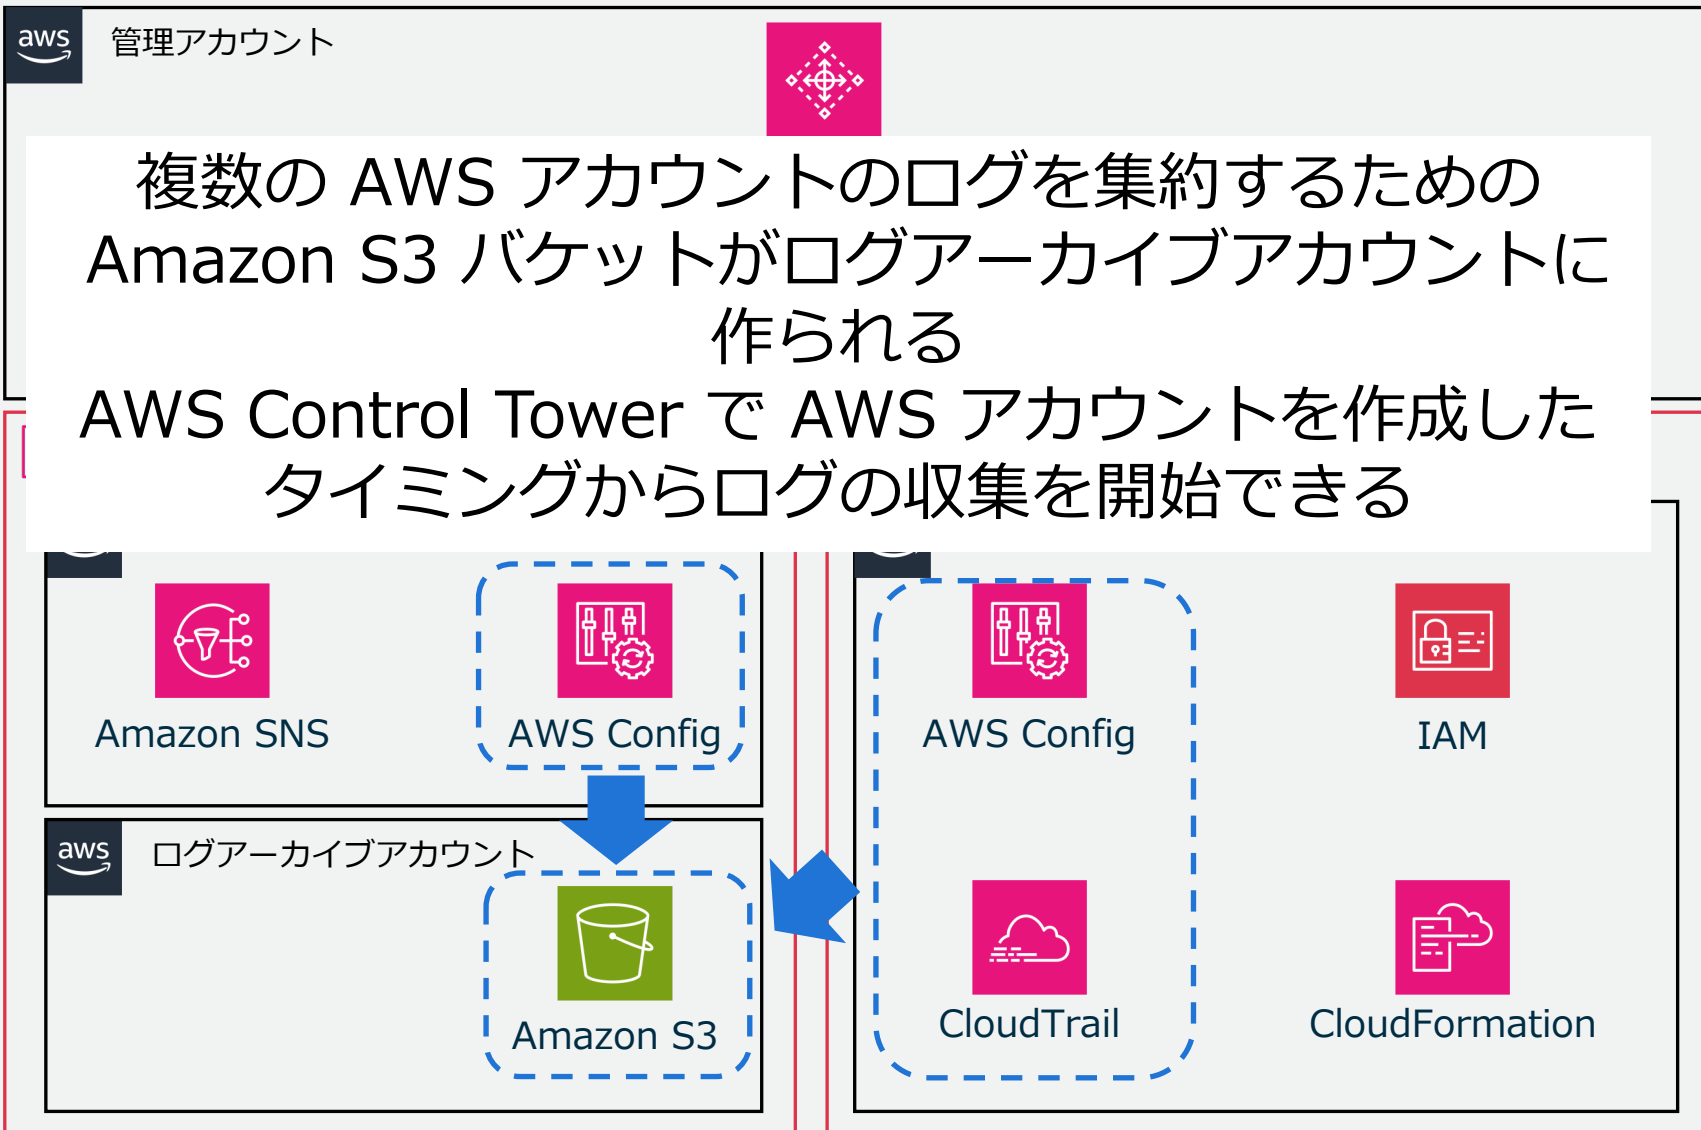 aws
管理アカウント
複数の AWS アカウントのログを集約するための
Amazon S3 バケットがログアーカイブアカウントに
作られる
AWS Control Tower で AWS アカウントを作成した
タイミングからログの収集を開始できる
Amazon SNS
AWS Config
AWS Config
IAM
aws
ログアーカイブアカウント
Amazon S3
CloudTrail
CloudFormation